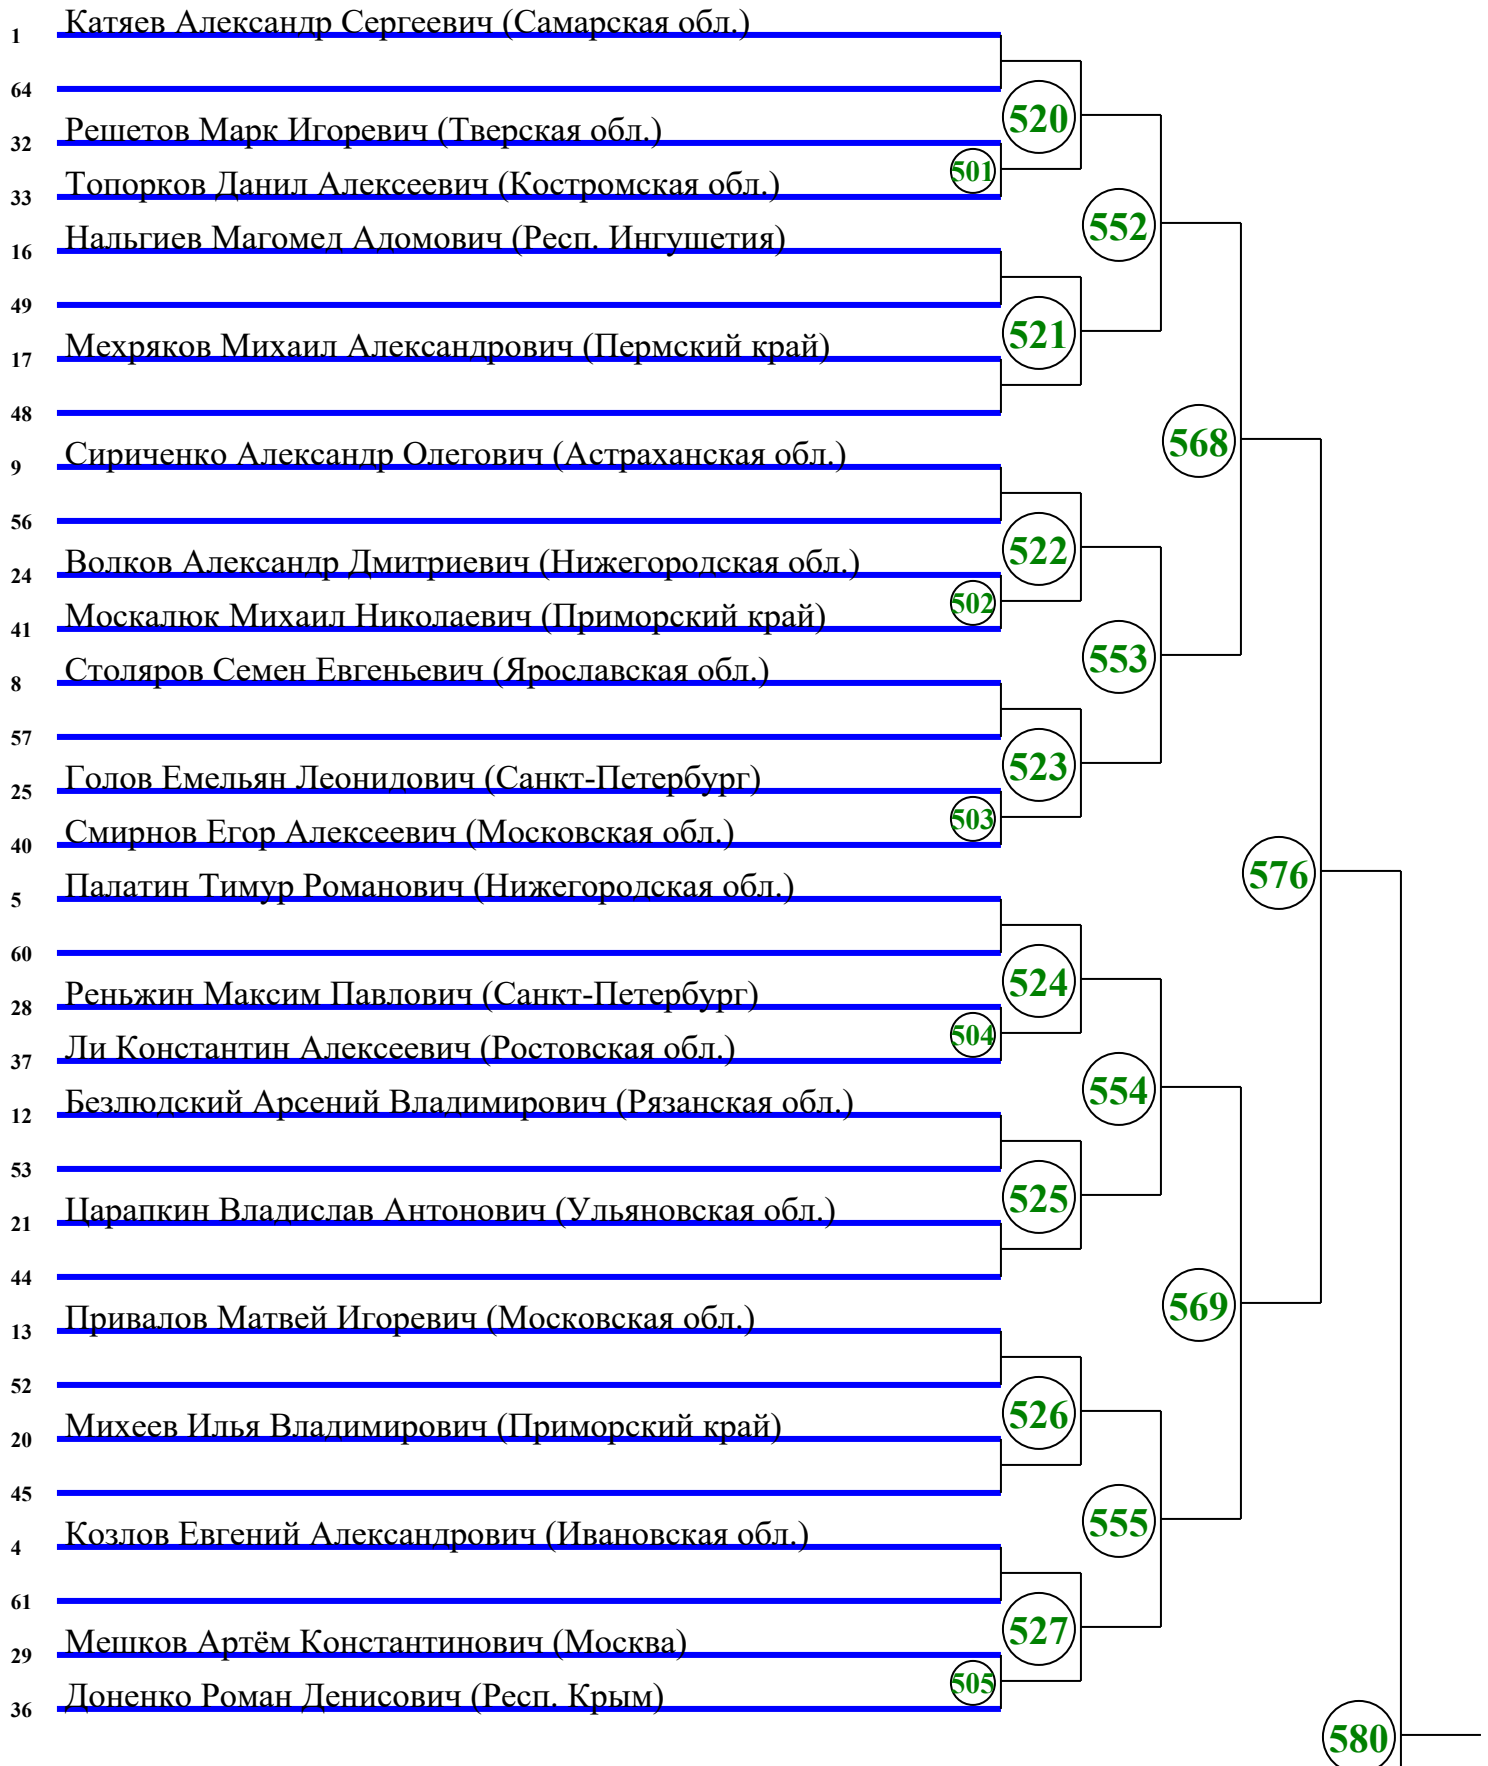 1 Катяев Александр Сергеевич (Самарская обл.)
64
520
32 Решетов Марк Игоревич (Тверская обл.)
501
33 Топорков Данил Алексеевич (Костромская обл.)
552
16 Нальгиев Магомед Адомович (Респ. Ингушетия)
49
521
17 Мехряков Михаил Александрович (Пермский край)
48
568
9 Сириченко Александр Олегович (Астраханская обл.)
56
522
24 Волков Александр Дмитриевич (Нижегородская обл.)
502
41 Москалюк Михаил Николаевич (Приморский край)
553
8 Столяров Семен Евгеньевич (Ярославская обл.)
57
523
25 Голов Емельян Леонидович (Санкт-Петербург)
503
40 Смирнов Егор Алексеевич (Московская обл.)
576
5 Палатин Тимур Романович (Нижегородская обл.)
60
524
28 Реньжин Максим Павлович (Санкт-Петербург)
504
37 Ли Константин Алексеевич (Ростовская обл.)
554
12 Безлюдский Арсений Владимирович (Рязанская обл.)
53
525
21 Царапкин Владислав Антонович (Ульяновская обл.)
44
569
13 Привалов Матвей Игоревич (Московская обл.)
52
526
20 Михеев Илья Владимирович (Приморский край)
45
555
4 Козлов Евгений Александрович (Ивановская обл.)
61
527
29 Мешков Артём Константинович (Москва)
505
36 Доненко Роман Денисович (Респ. Крым)
580